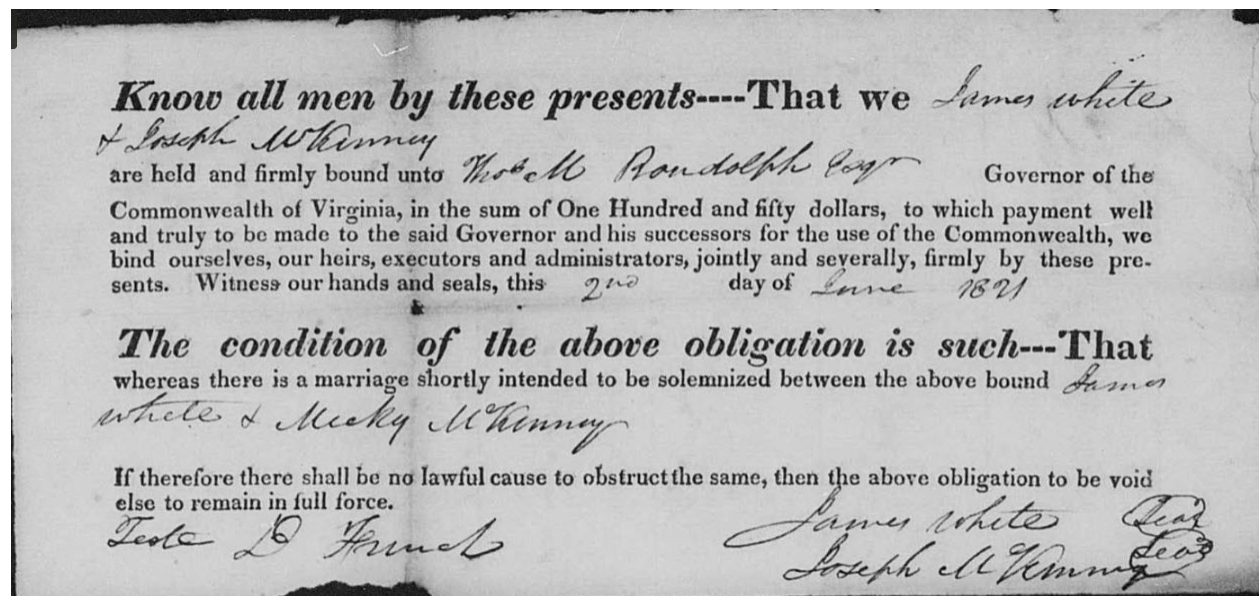 Know all men by these presents----That we James white
& Joseph McKenney
are held and firmly bound unto Thos M Randolph Esqr Governor of the
Commonwealth of Virginia, in the sum of One Hundred and fifty dollars, to which payment well
and truly to be made to the said Governor and his successors for the use of the Commonwealth, we
bind ourselves, our heirs, executors and administrators, jointly and severally, firmly by these pre-
sents. Witness our hands and seals, this 2nd day of June 1821
The condition of the above obligation is such---That
whereas there is a marriage shortly intended to be solemnized between the above bound James
white & Micky McKenney
If therefore there shall be no lawful cause to obstruct the same, then the above obligation to be void
else to remain in full force.
James white Seal
Teste D French
Joseph McKenney Seal